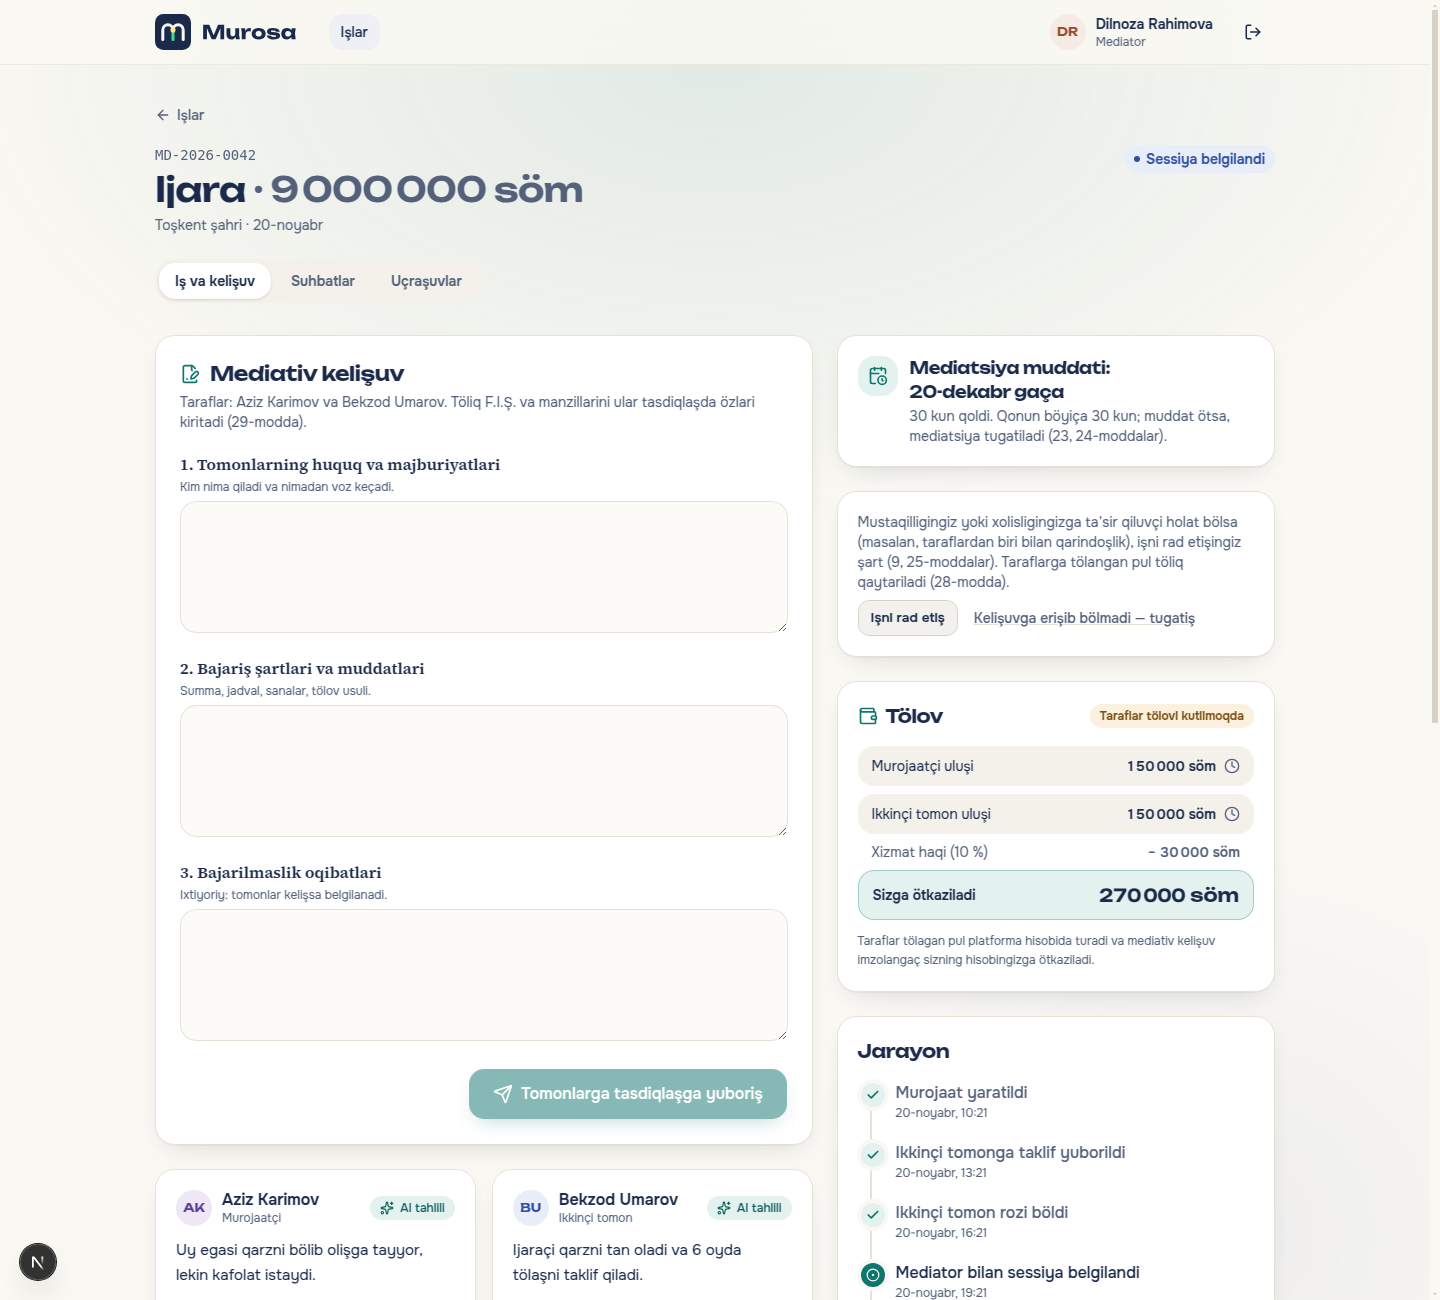 Murosa
Işlar
DR
Dilnoza Rahimova
Mediator
Işlar
MD-2026-0042
Ijara · 9 000 000 söm
Sessiya belgilandi
Toşkent şahri · 20-noyabr
Iş va kelişuv
Suhbatlar
Uçraşuvlar
Mediativ kelişuv
Taraflar: Aziz Karimov va Bekzod Umarov. Töliq F.I.Ş. va manzillarini ular tasdiqlaşda özlari
kiritadi (29-modda).
1. Tomonlarning huquq va majburiyatlari
Kim nima qiladi va nimadan voz keçadi.
2. Bajariş şartlari va muddatlari
Summa, jadval, sanalar, tölov usuli.
3. Bajarilmaslik oqibatlari
Ixtiyoriy: tomonlar kelişsa belgilanadi.
Tomonlarga tasdiqlaşga yuboriş
AK
Aziz Karimov
Murojaatçi
AI tahlili
Uy egasi qarzni bölib olişga tayyor,
lekin kafolat istaydi.
BU
Bekzod Umarov
Ikkinçi tomon
AI tahlili
Ijaraçi qarzni tan oladi va 6 oyda
tölaşni taklif qiladi.
Mediatsiya muddati:
20-dekabr gaça
30 kun qoldi. Qonun böyiça 30 kun; muddat ötsa,
mediatsiya tugatiladi (23, 24-moddalar).
Mustaqilligingiz yoki xolisligingizga ta’sir qiluvçi holat bölsa
(masalan, taraflardan biri bilan qarindoşlik), işni rad etişingiz
şart (9, 25-moddalar). Taraflarga tölangan pul töliq
qaytariladi (28-modda).
Işni rad etiş
Kelişuvga erişib bölmadi — tugatiş
Tölov
Taraflar tölovi kutilmoqda
Murojaatçi uluşi
150 000 söm
Ikkinçi tomon uluşi
150 000 söm
Xizmat haqi (10 %)
− 30 000 söm
Sizga ötkaziladi
270 000 söm
Taraflar tölagan pul platforma hisobida turadi va mediativ kelişuv
imzolangaç sizning hisobingizga ötkaziladi.
Jarayon
Murojaat yaratildi
20-noyabr, 10:21
Ikkinçi tomonga taklif yuborildi
20-noyabr, 13:21
Ikkinçi tomon rozi böldi
20-noyabr, 16:21
Mediator bilan sessiya belgilandi
20-noyabr, 19:21
N